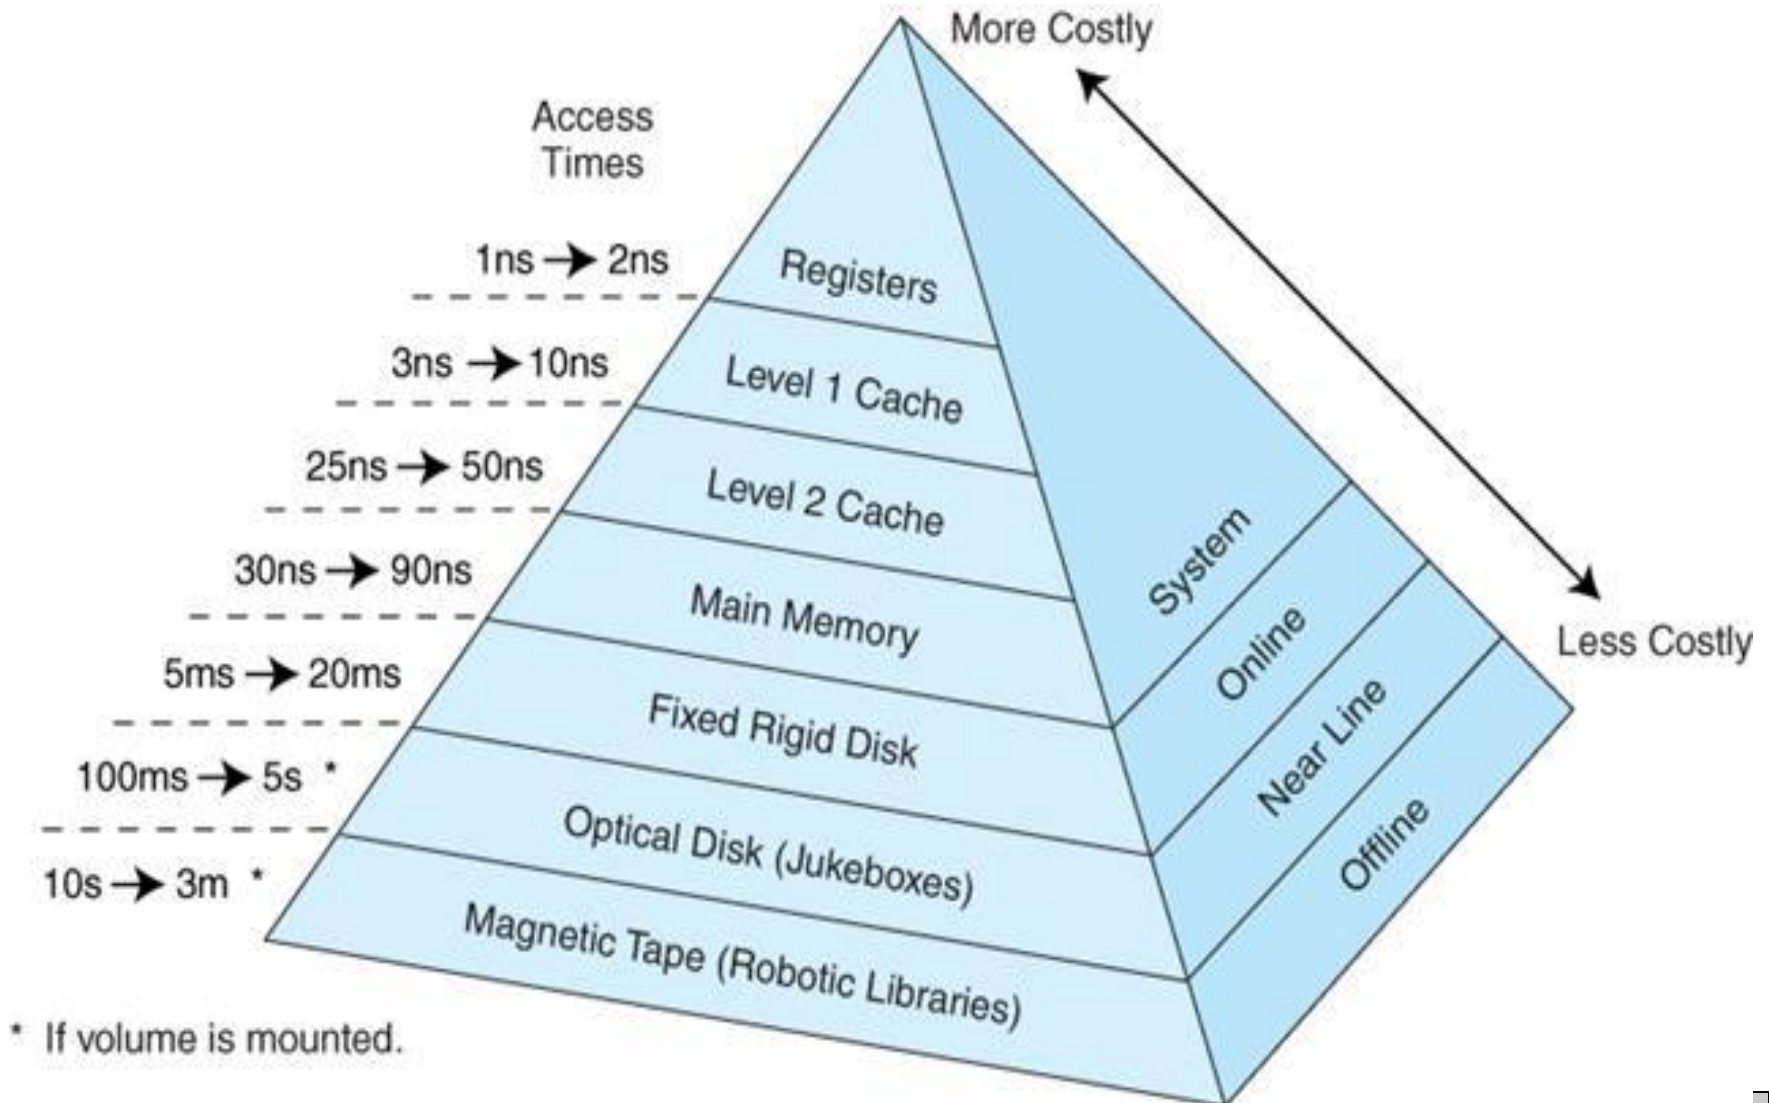 More Costly
Access
Times
1ns → 2ns
Registers
3ns → 10ns
Level 1 Cache
25ns → 50ns
Level 2 Cache
System
30ns → 90ns
Main Memory
Online
Less Costly
5ms → 20ms
Fixed Rigid Disk
Near Line
100ms → 5s *
Optical Disk (Jukeboxes)
Offline
10s → 3m *
Magnetic Tape (Robotic Libraries)
* If volume is mounted.